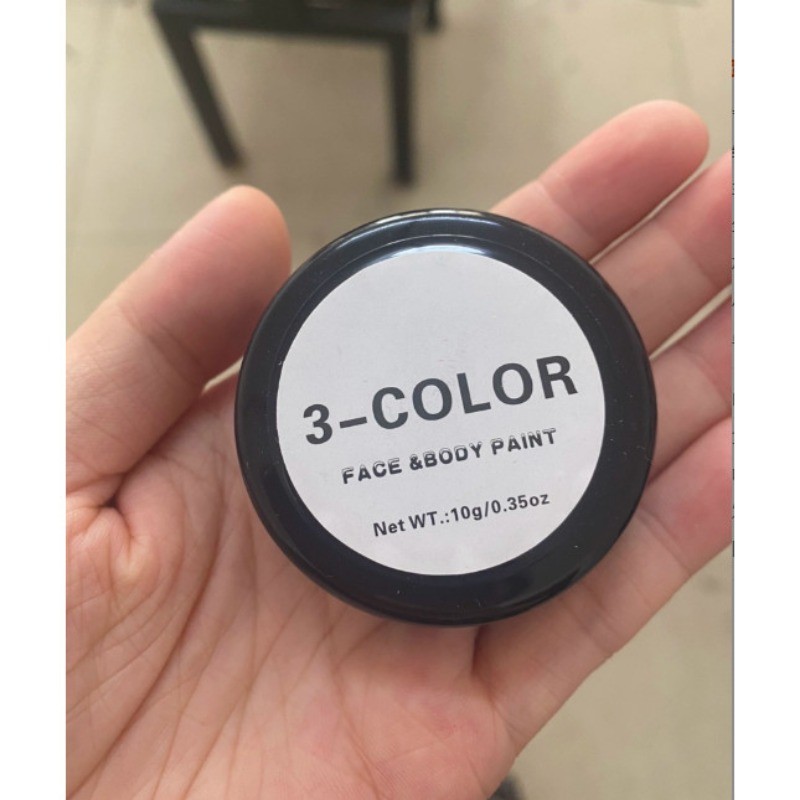 3-COLOR
FACE &BODY PAINT
Net WT.:10g/0.35oz